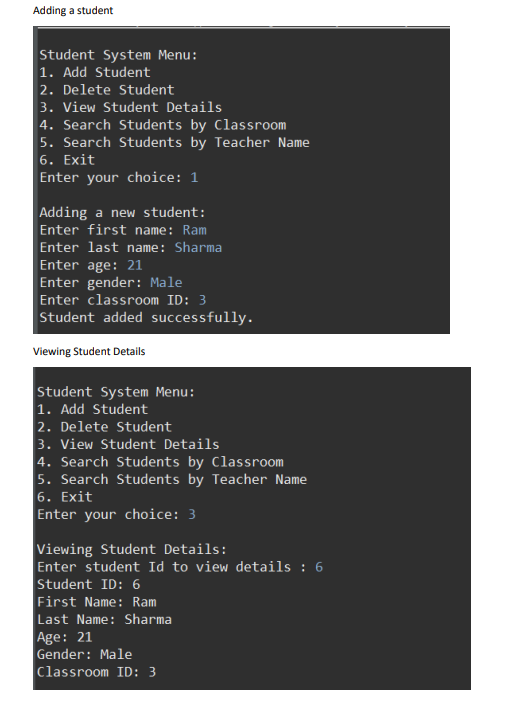 Adding a student
Student System Menu:
1. Add Student
2. Delete Student
3. View Student Details
4. Search Students by Classroom
5. Search Students by Teacher Name
6. Exit
Enter your choice: 1
Adding a new student:
Enter first name: Ram
Enter last name: Sharma
Enter age: 21
Enter gender: Male
Enter classroom ID: 3
Student added successfully.
Viewing Student Details
Student System Menu:
1. Add Student
2. Delete Student
3. View Student Details
4. Search Students by Classroom
5. Search Students by Teacher Name
6. Exit
Enter your choice: 3
Viewing Student Details:
Enter student Id to view details : 6
Student ID: 6
First Name: Ram
Last Name: Sharma
Age: 21
Gender: Male
Classroom ID: 3